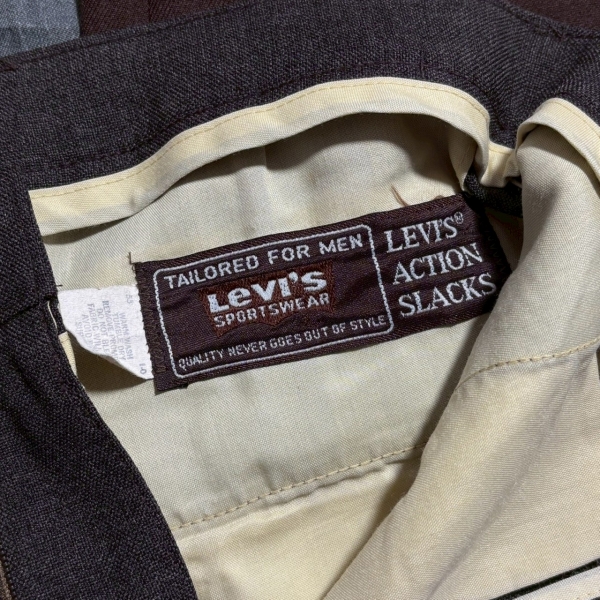 TAILORED FOR MEN
LEVI'S
SPORTSWEAR
QUALITY NEVER GOES OUT OF STYLE
LEVI'S®
ACTION
SLACKS